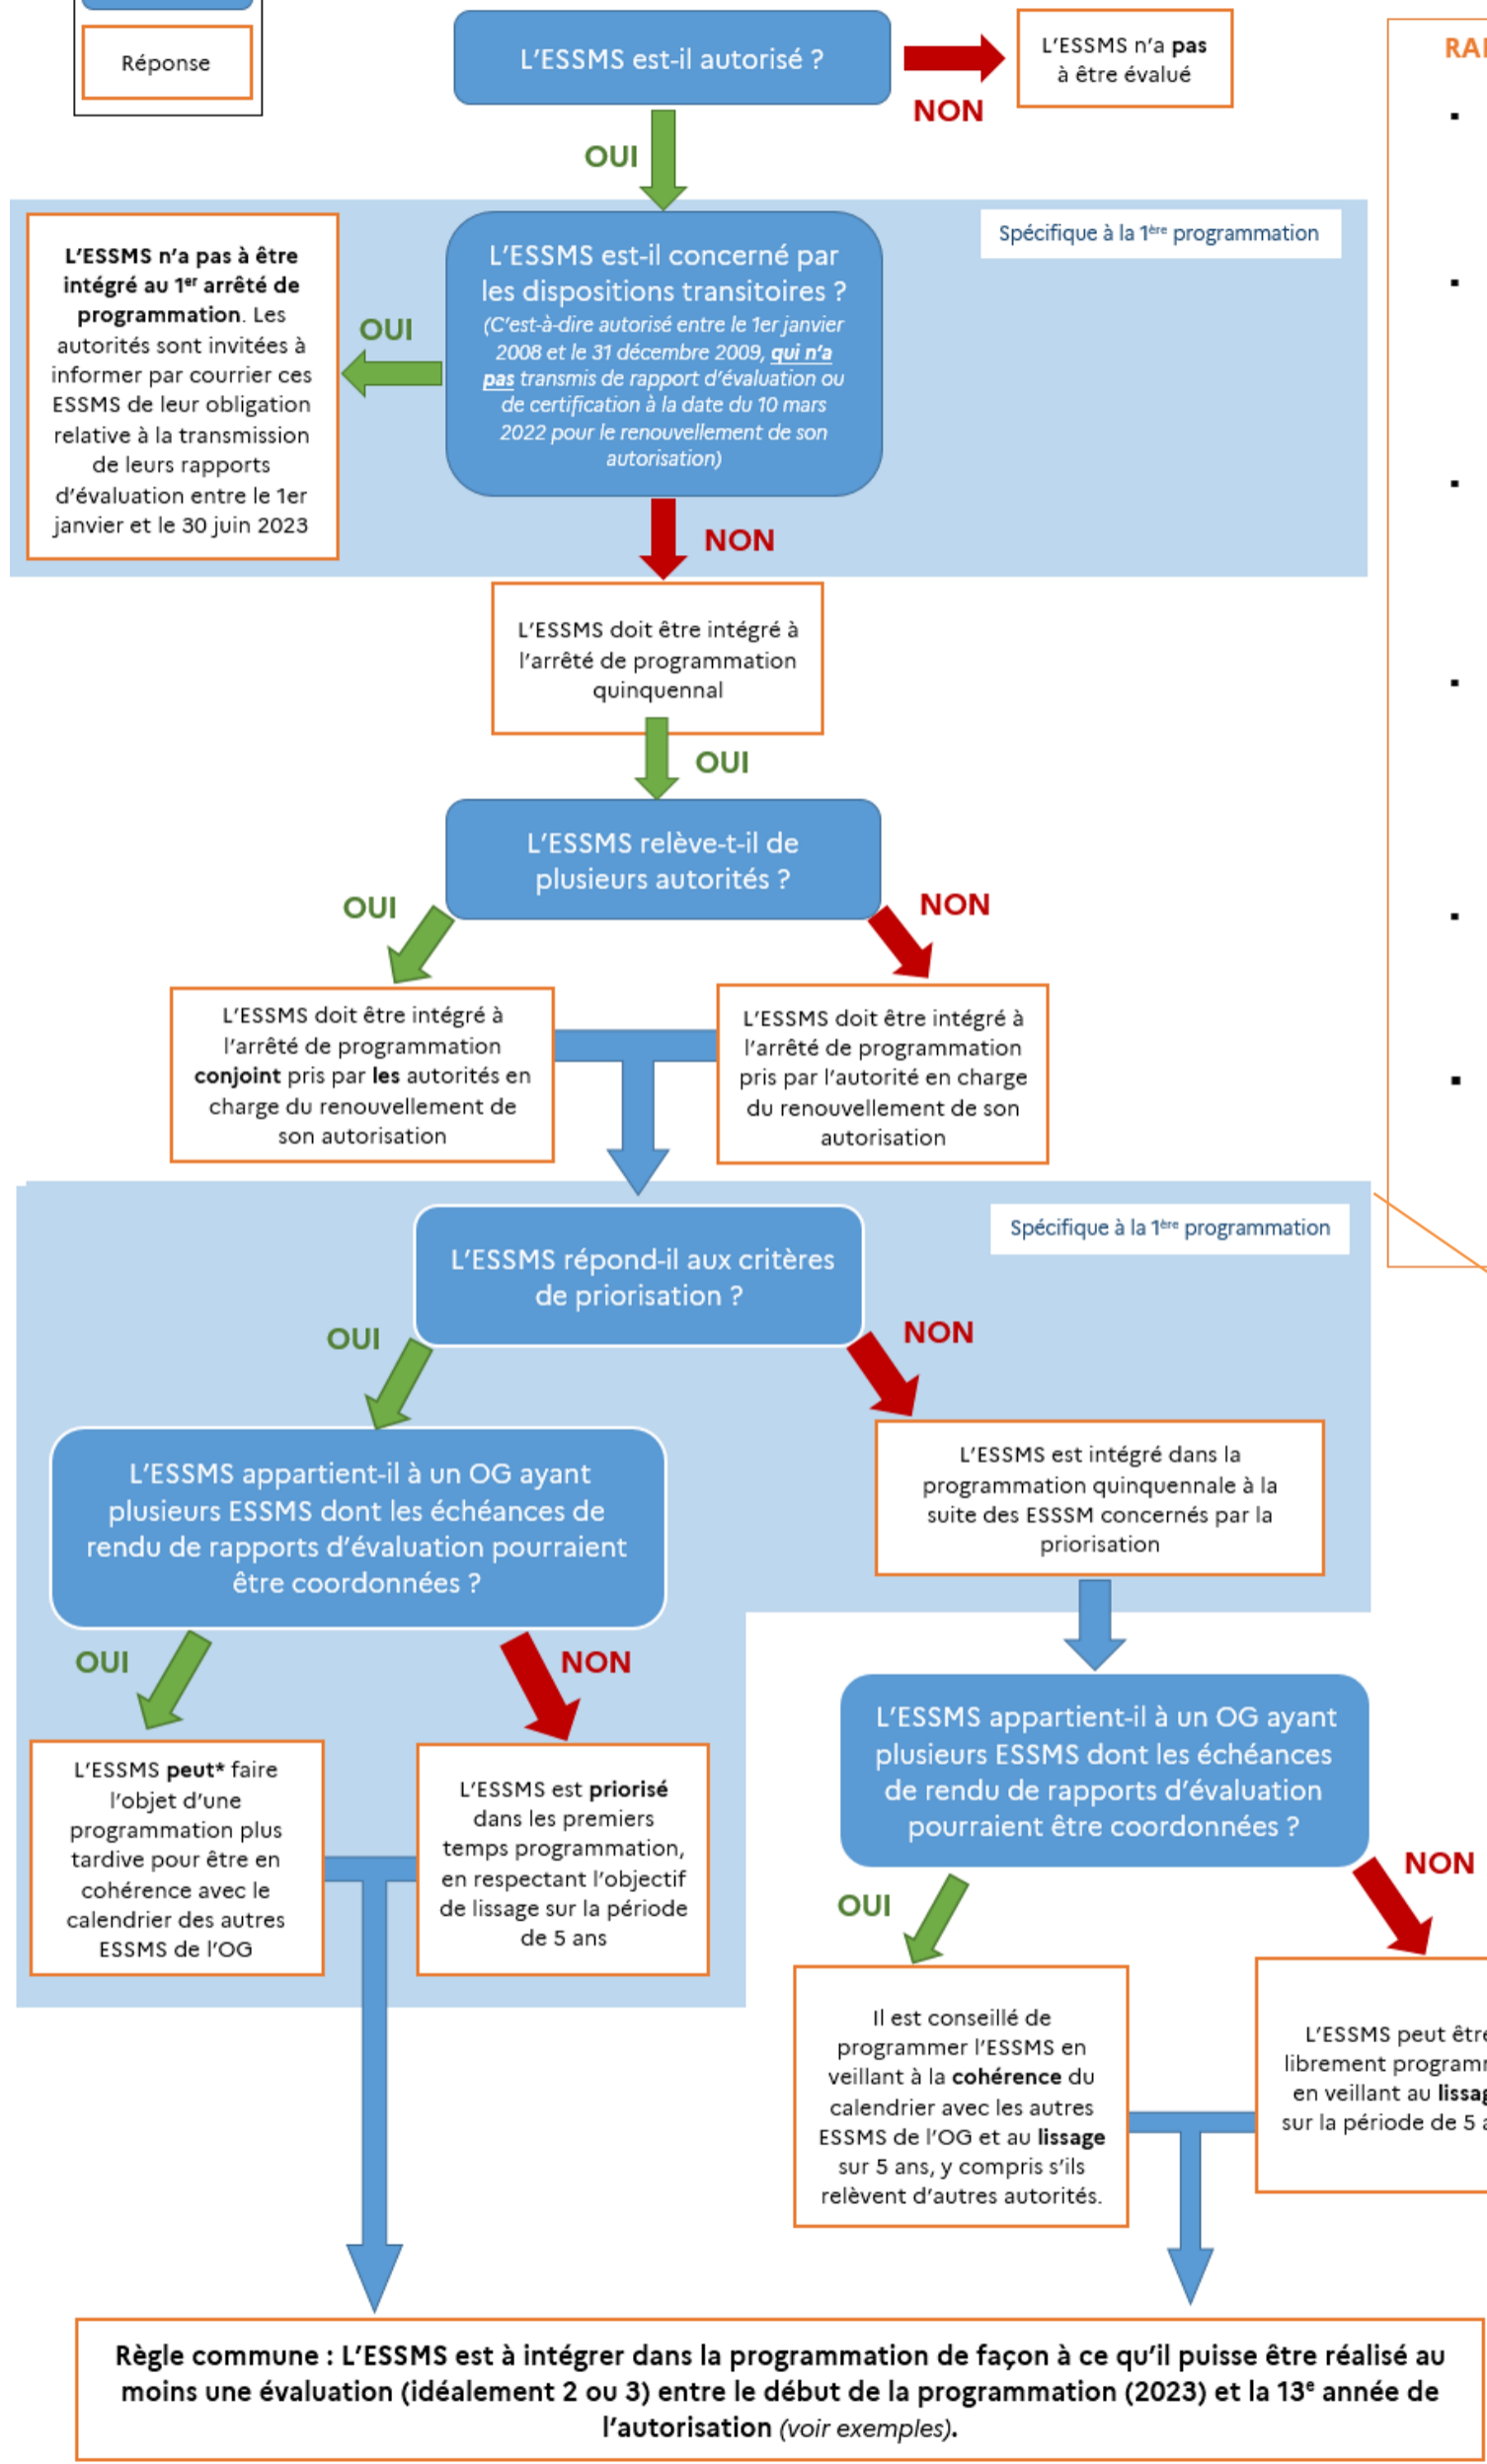 Réponse
L'ESSMS est-il autorisé ?
L'ESSMS n'a pas
à être évalué
NON
OUI
Spécifique à la 1ère programmation
L'ESSMS est-il concerné par
les dispositions transitoires ?
(C'est-à-dire autorisé entre le 1er janvier
2008 et le 31 décembre 2009, qui n'a
pas transmis de rapport d'évaluation ou
de certification à la date du 10 mars
2022 pour le renouvellement de son
autorisation)
OUI
L'ESSMS n'a pas à être
intégré au 1er arrêté de
programmation. Les
autorités sont invitées à
informer par courrier ces
ESSMS de leur obligation
relative à la transmission
de leurs rapports
d'évaluation entre le 1er
janvier et le 30 juin 2023
NON
L'ESSMS doit être intégré à
l'arrêté de programmation
quinquennal
OUI
L'ESSMS relève-t-il de
plusieurs autorités ?
OUI
NON
L'ESSMS doit être intégré à
l'arrêté de programmation
conjoint pris par les autorités en
charge du renouvellement de
son autorisation
L'ESSMS doit être intégré à
l'arrêté de programmation
pris par l'autorité en charge
du renouvellement de son
autorisation
Spécifique à la 1ère programmation
L'ESSMS répond-il aux critères
de priorisation ?
OUI
NON
L'ESSMS appartient-il à un OG ayant
plusieurs ESSMS dont les échéances de
rendu de rapports d'évaluation pourraient
être coordonnées ?
L'ESSMS est intégré dans la
programmation quinquennale à la
suite des ESSSM concernés par la
priorisation
OUI
NON
L'ESSMS peut* faire
l'objet d'une
programmation plus
tardive pour être en
cohérence avec le
calendrier des autres
ESSMS de l'OG
L'ESSMS est priorisé
dans les premiers
temps programmation,
en respectant l'objectif
de lissage sur la période
de 5 ans
L'ESSMS appartient-il à un OG ayant
plusieurs ESSMS dont les échéances
de rendu de rapports d'évaluation
pourraient être coordonnées ?
OUI
NON
Il est conseillé de
programmer l'ESSMS en
veillant à la cohérence du
calendrier avec les autres
ESSMS de l'OG et au lissage
sur 5 ans, y compris s'ils
relèvent d'autres autorités.
L'ESSMS peut
librement
en veillant au
sur la période de 5
Règle commune : L'ESSMS est à intégrer dans la programmation de façon à ce qu'il puisse être réalisé au
moins une évaluation (idéalement 2 ou 3) entre le début de la programmation (2023) et la 13e année de
l'autorisation (voir exemples).